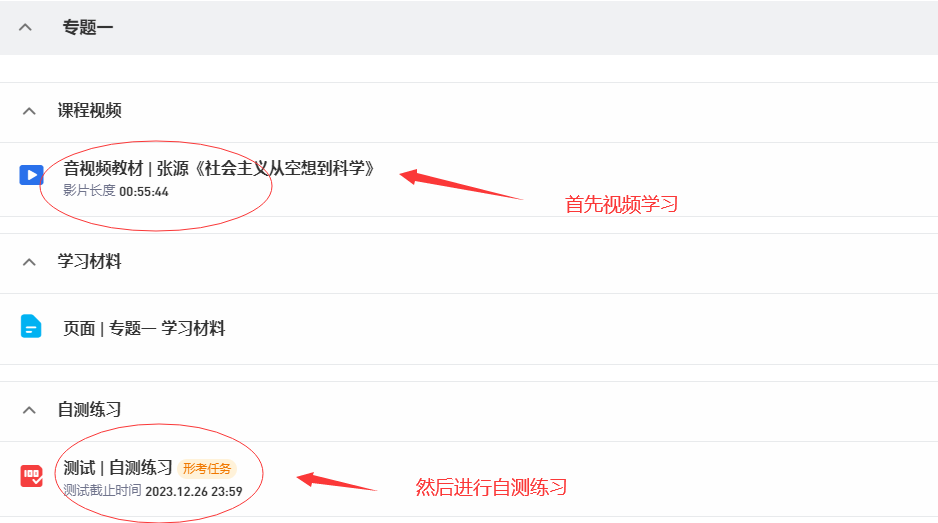 专题一
课程视频
音视频教材 | 张源《社会主义从空想到科学》
影片长度 00:55:44
首先视频学习
学习材料
页面 | 专题一 学习材料
自测练习
100
测试 | 自测练习 形考任务
测试截止时间 2023.12.26 23:59
然后进行自测练习